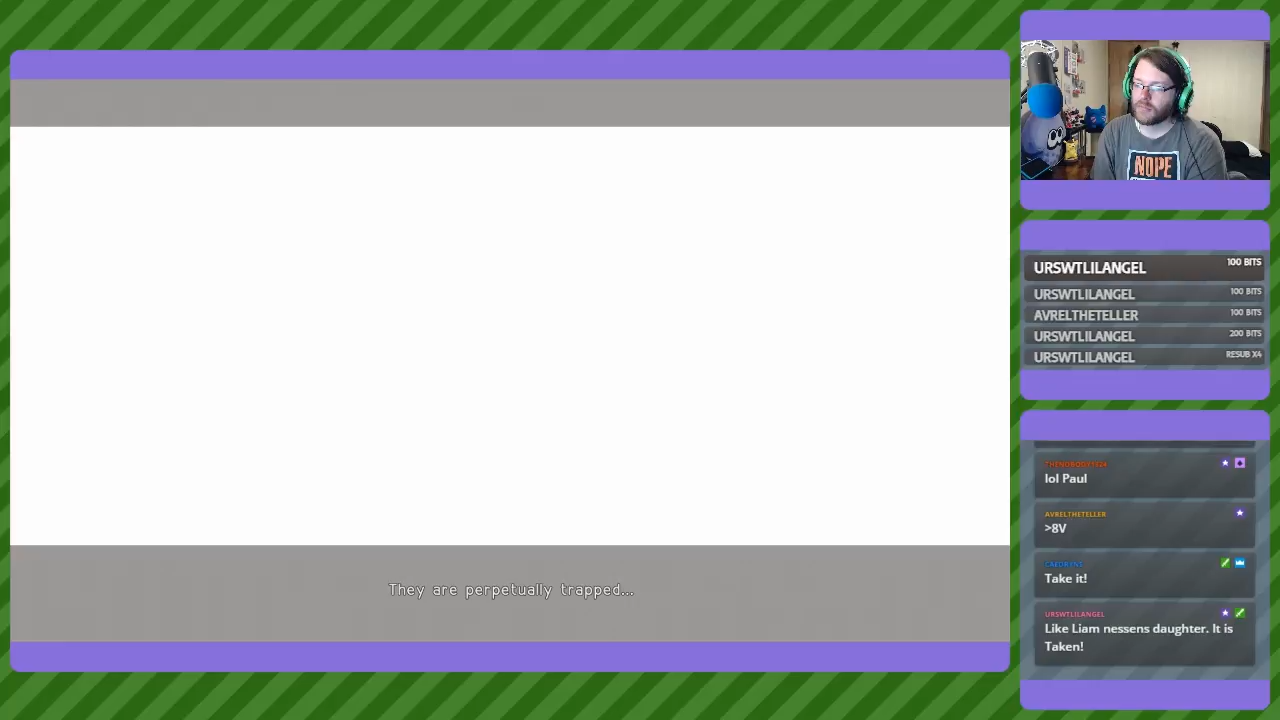 They are perpetually trapped...
NOPE
URSWTLILANGEL 100 BITS
URSWTLILANGEL 100 BITS
AVRELTHETELLER 100 BITS
URSWTLILANGEL 200 BITS
URSWTLILANGEL RESUB X4
lol Paul
AVRELTHETELLER
>8V
Take it!
URSWTLILANGEL
Like Liam nessens daughter. It is
Taken!